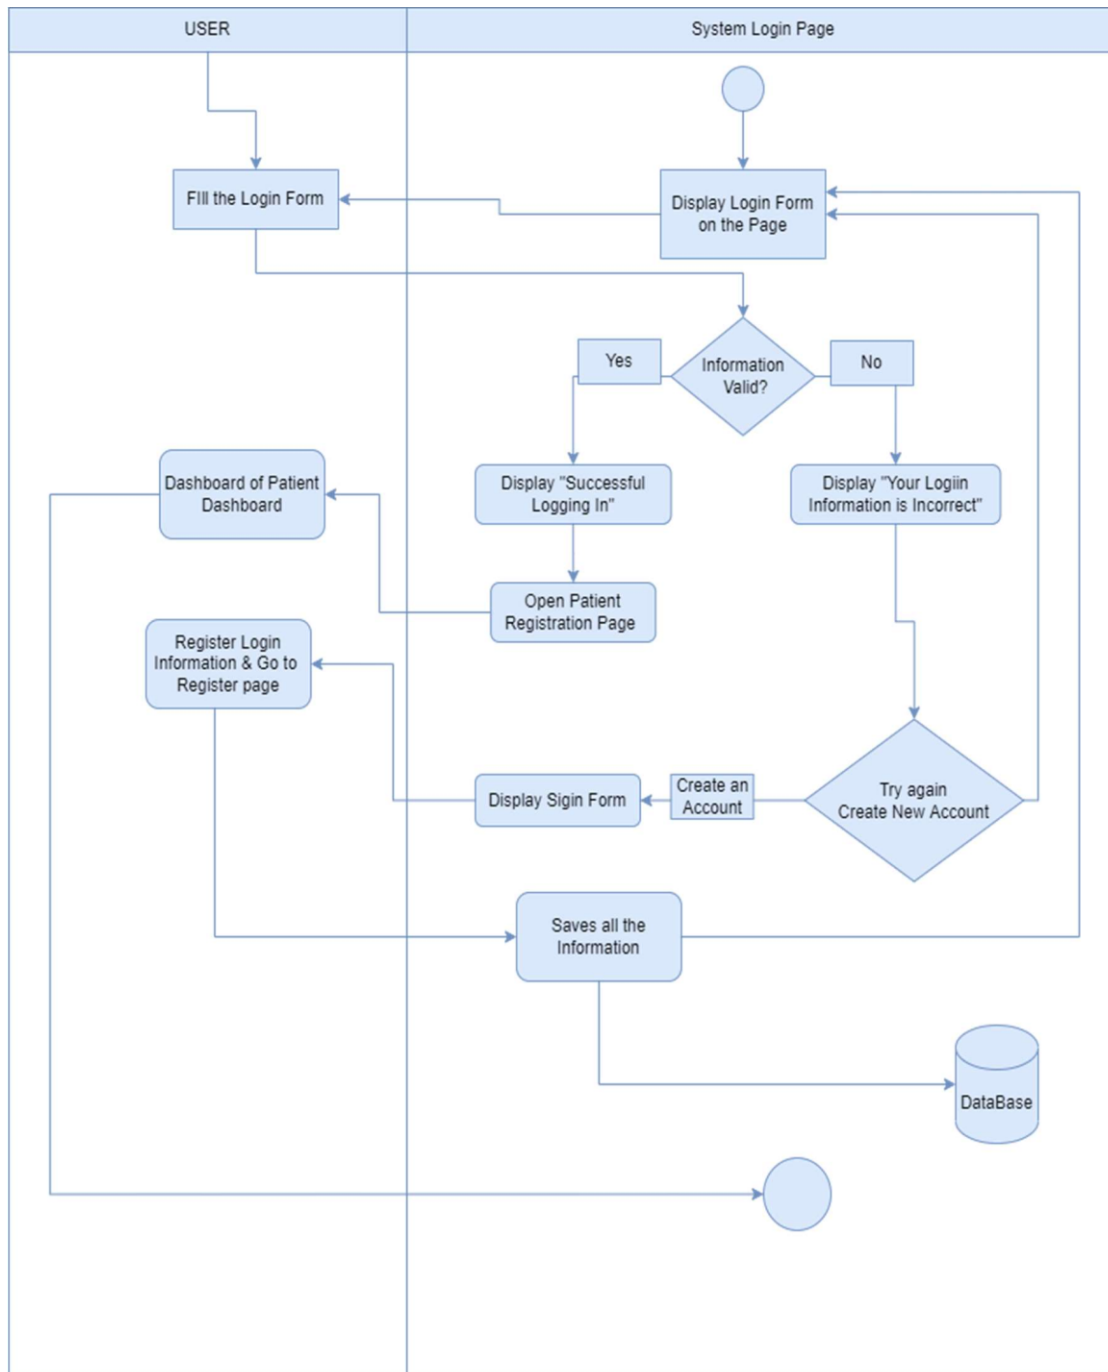 USER
System Login Page
FIll the Login Form
Display Login Form
on the Page
Yes
Information
Valid?
No
Dashboard of Patient
Dashboard
Display "Successful
Logging In"
Display "Your Logiin
Information is Incorrect"
Open Patient
Registration Page
Register Login
Information & Go to
Register page
Display Sigin Form
Create an
Account
Try again
Create New Account
Saves all the
Information
DataBase